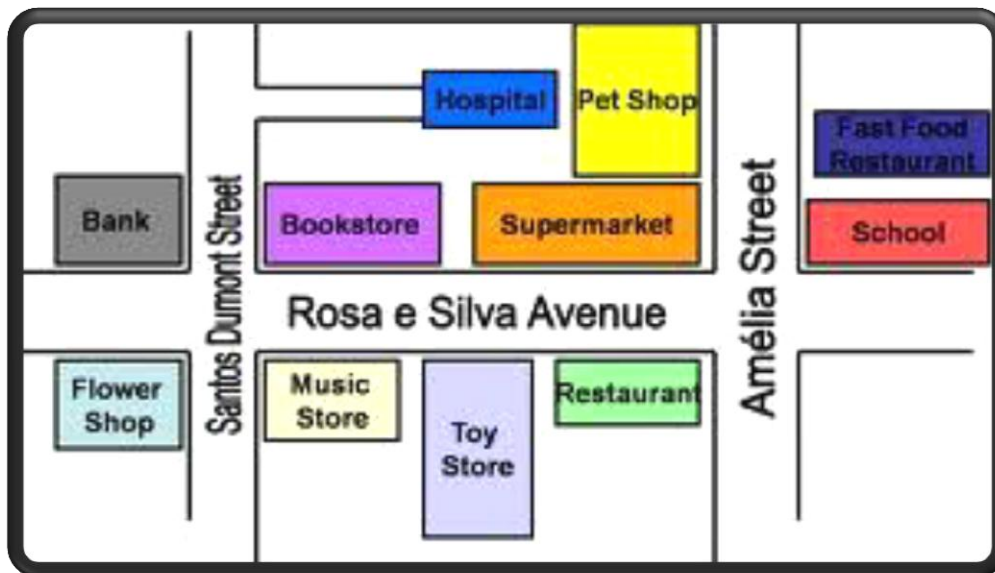 Hospital
Pet Shop
Fast Food
Restaurant
Bank
Santos Dumont Street
Bookstore
Supermarket
Amélia Street
School
Rosa e Silva Avenue
Flower
Shop
Music
Store
Toy
Store
Restaurant